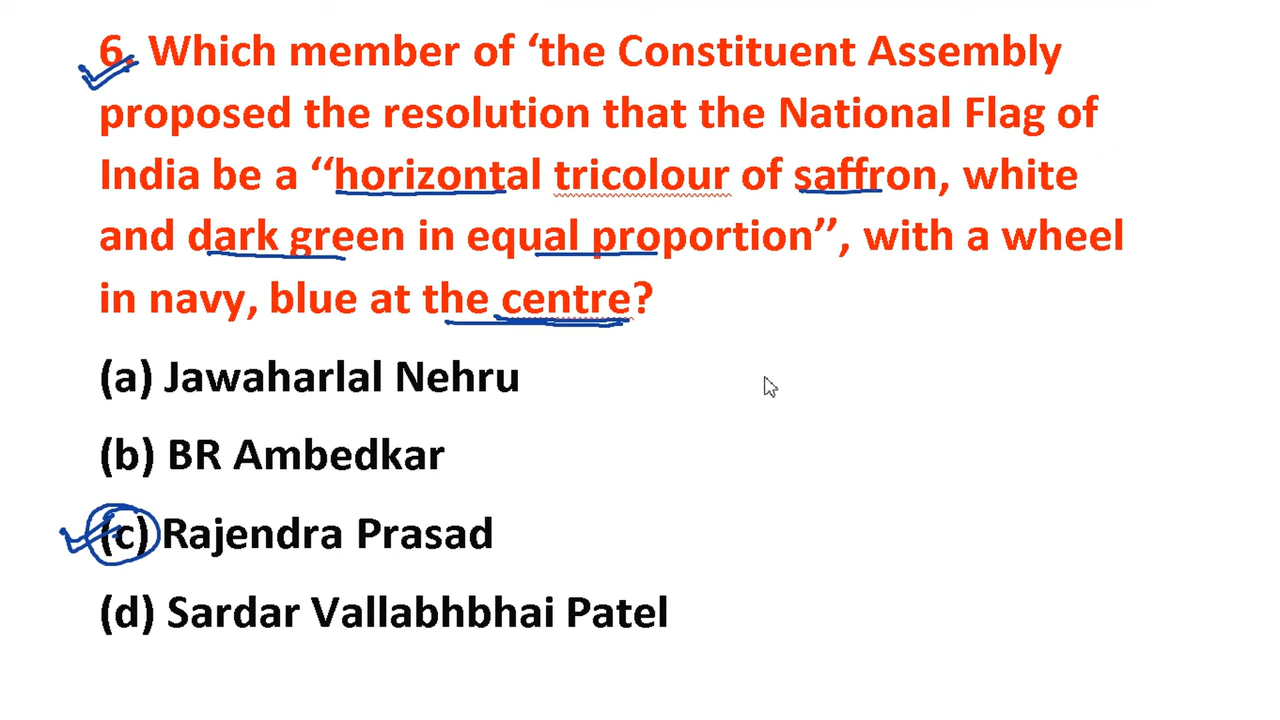 6. Which member of ‘the Constituent Assembly
proposed the resolution that the National Flag of
India be a ‘‘horizontal tricolour of saffron, white
and dark green in equal proportion’’, with a wheel
in navy, blue at the centre?
(a) Jawaharlal Nehru
(b) BR Ambedkar
(c) Rajendra Prasad
(d) Sardar Vallabhbhai Patel